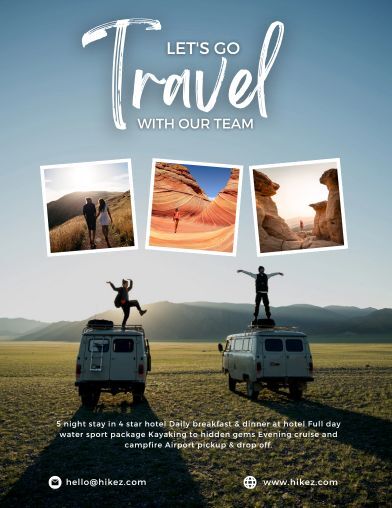 LET'S GO
Travel
WITH OUR TEAM
5 night stay in 4 star hotel Daily breakfast & dinner at hotel Full day
water sport package Kayaking to hidden gems Evening cruise and
campfire Airport pickup & drop off.
hello@hikez.com
www.hikez.com